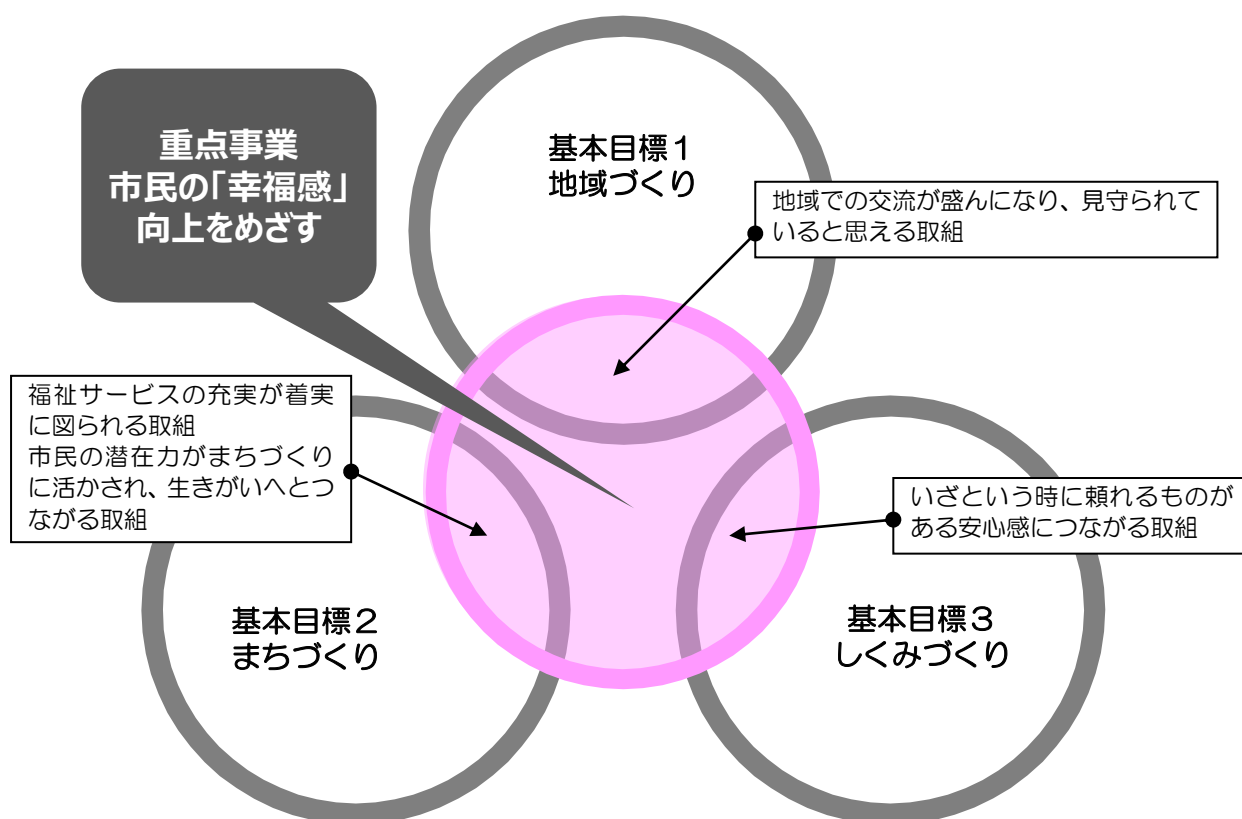 重点事業
市民の「幸福感」
向上をめざす
基本目標１
地域づくり
地域での交流が盛んになり、見守られて
いると思える取組
福祉サービスの充実が着実
に図られる取組
市民の潜在力がまちづくり
に活かされ、生きがいへとつ
ながる取組
いざという時に頼れるものが
ある安心感につながる取組
基本目標２
まちづくり
基本目標３
しくみづくり